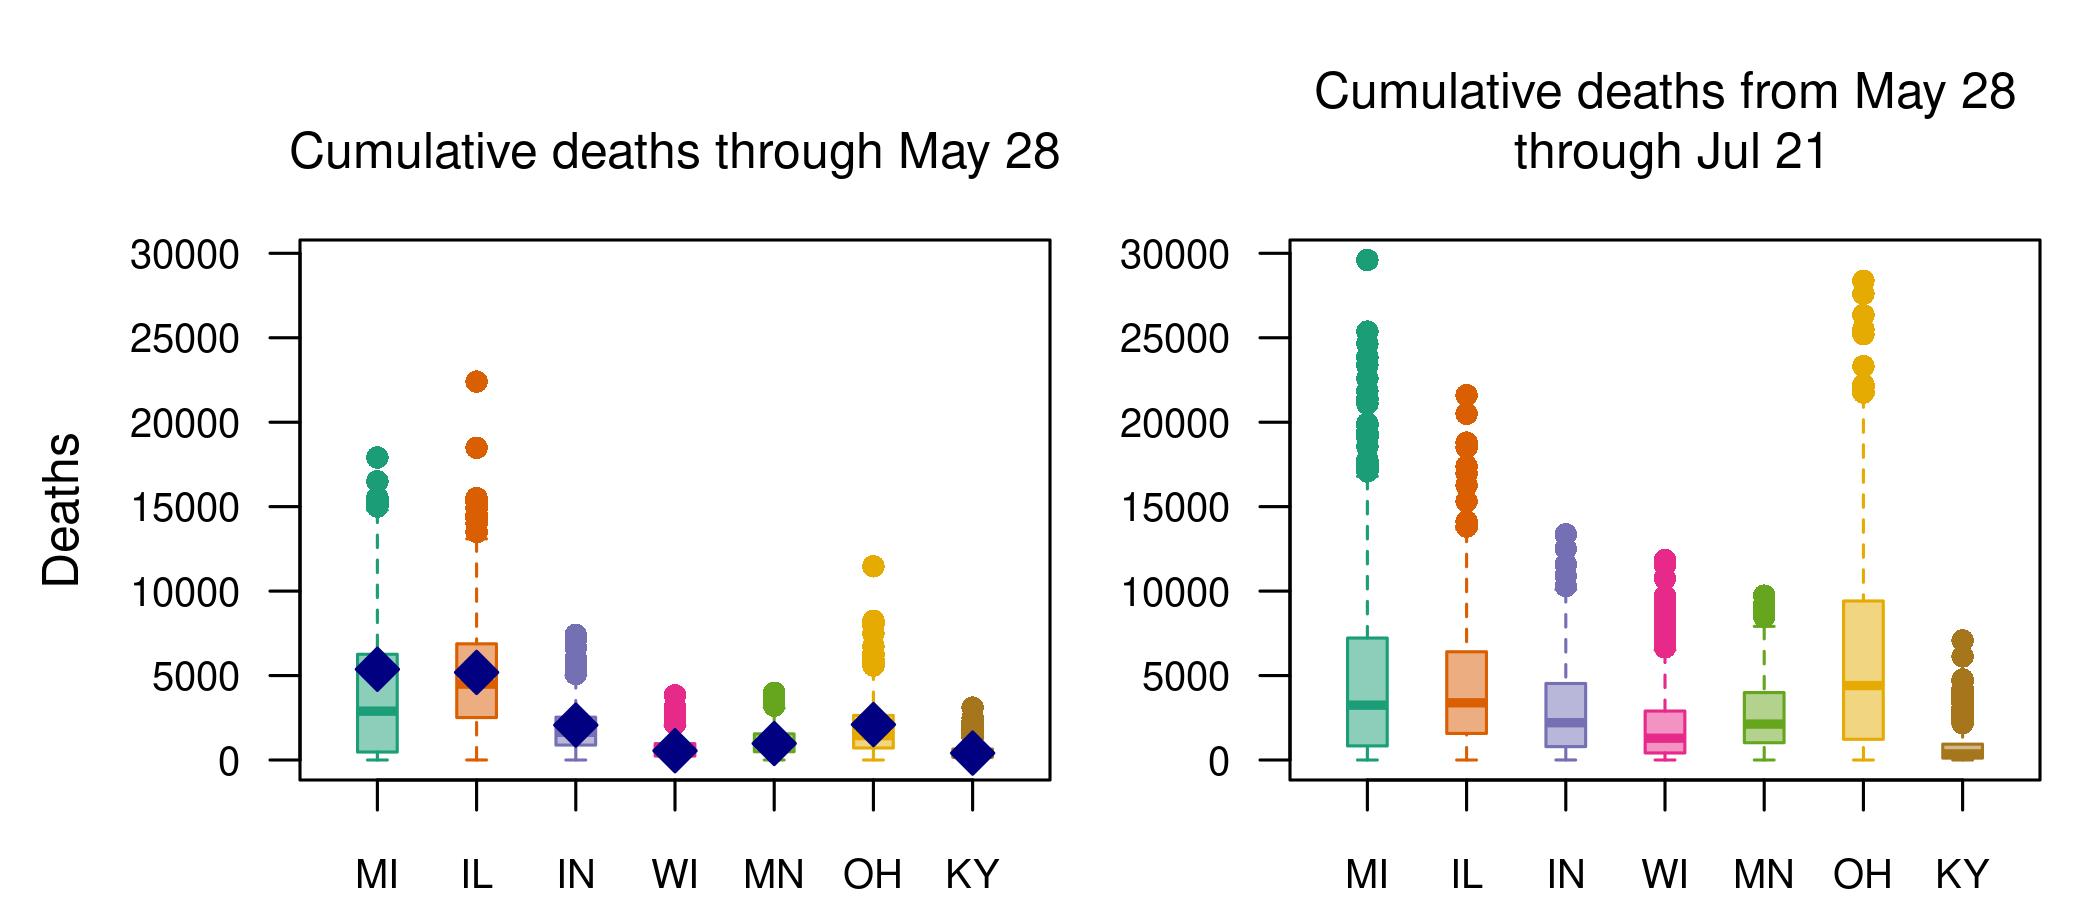 Cumulative deaths through May 28
Deaths
30000
25000
20000
15000
10000
5000
0
MI IL IN WI MN OH KY
Cumulative deaths from May 28
through Jul 21
30000
25000
20000
15000
10000
5000
0
MI IL IN WI MN OH KY